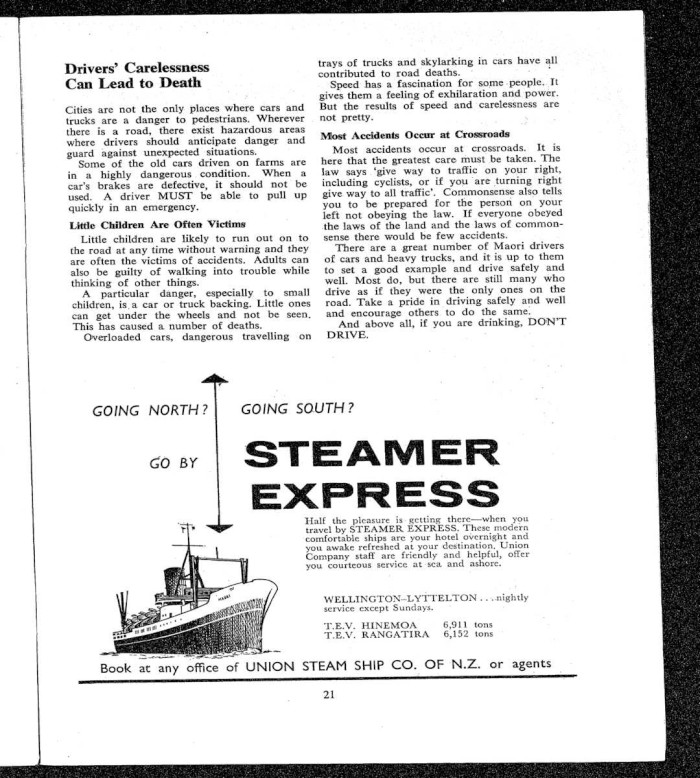 Drivers' Carelessness
Can Lead to Death
Cities are not the only places where cars and
trucks are a danger to pedestrians. Wherever
there is a road, there exist hazardous areas
where drivers should anticipate danger and
guard against unexpected situations.
Some of the old cars driven on farms are
in a highly dangerous condition. When a
car's brakes are defective, it should not be
used. A driver MUST be able to pull up
quickly in an emergency.
Little Children Are Often Victims
Little children are likely to run out on to
the road at any time without warning and they
are often the victims of accidents. Adults can
also be guilty of walking into trouble while
thinking of other things.
A particular danger, especially to small
children, is a car or truck backing. Little ones
can get under the wheels and not be seen.
This has caused a number of deaths.
Overloaded cars, dangerous travelling on
trays of trucks and skylarking in cars have all
contributed to road deaths.
Speed has a fascination for some people. It
gives them a feeling of exhilaration and power.
But the results of speed and carelessness are
not pretty.
Most Accidents Occur at Crossroads
Most accidents occur at crossroads. It is
here that the greatest care must be taken. The
law says 'give way to traffic on your right,
including cyclists, or if you are turning right
give way to all traffic'. Commonsense also tells
you to be prepared for the person on your
left not obeying the law. If everyone obeyed
the laws of the land and the laws of common-
sense there would be few accidents.
There are a great number of Maori drivers
of cars and heavy trucks, and it is up to them
to set a good example and drive safely and
well. Most do, but there are still many who
drive as if they were the only ones on the
road. Take a pride in driving safely and well
and encourage others to do the same.
And above all, if you are drinking, DON'T
DRIVE.
GOING NORTH? GOING SOUTH?
GO BY
STEAMER
EXPRESS
Half the pleasure is getting there—when you
travel by STEAMER EXPRESS. These modern
comfortable ships are your hotel overnight and
you awake refreshed at your destination. Union
Company staff are friendly and helpful, offer
you courteous service at sea and ashore.
WELLINGTON-LYTTELTON . . . nightly
service except Sundays.
T.E.V. HINEMOA 6,911 tons
T.E.V. RANGATIRA 6,152 tons
Book at any office of UNION STEAM SHIP CO. OF N.Z. or agents
21